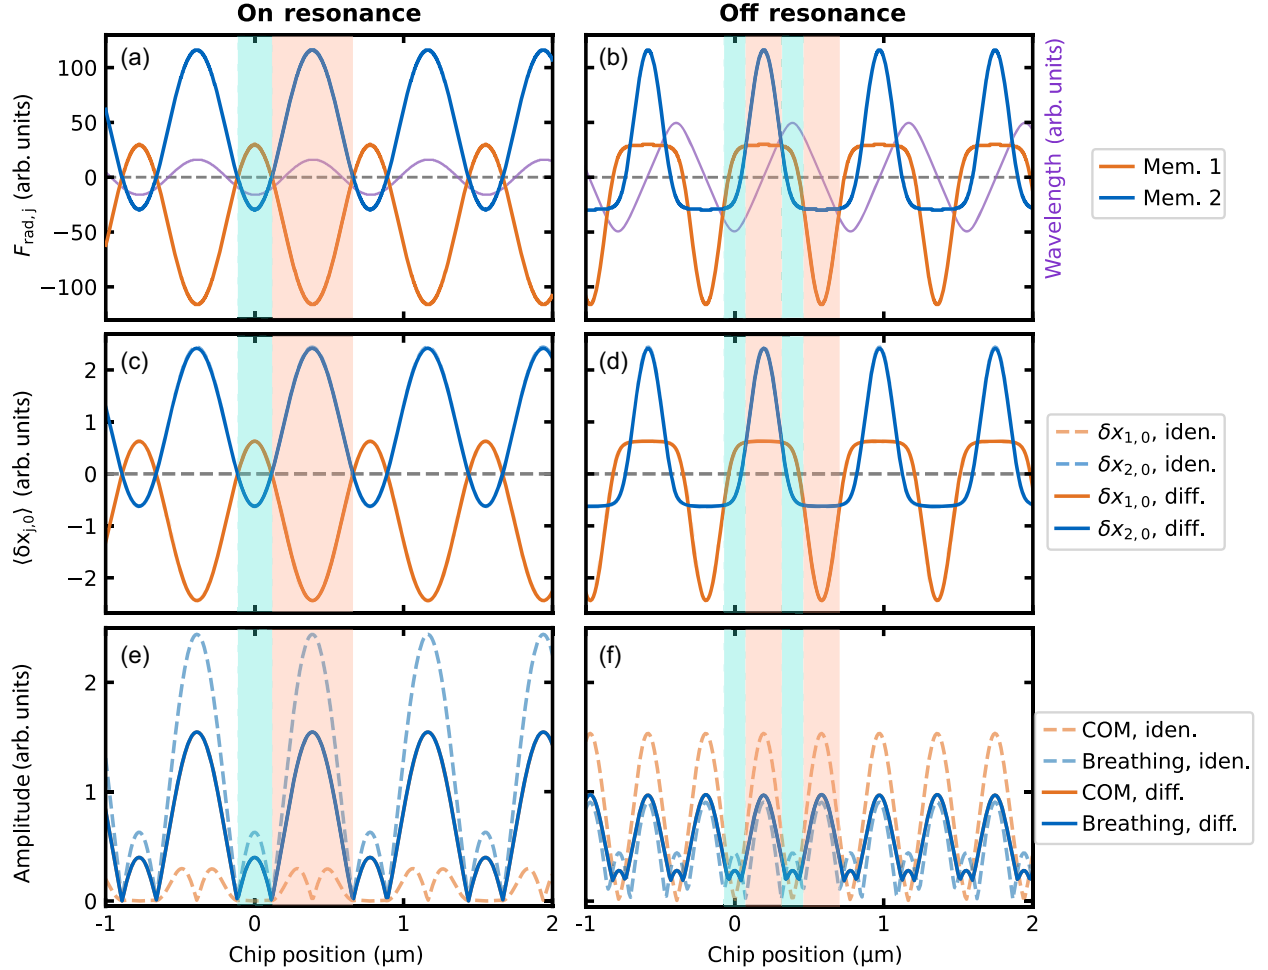 On resonance
Off resonance
(a)
(b)
100
50
0
−50
−100
F_rad, j (arb. units)
Wavelength (arb. units)
Mem. 1
Mem. 2
(c)
(d)
2
1
0
−1
−2
⟨δx_j,0⟩ (arb. units)
δx_1, 0, iden.
δx_2, 0, iden.
δx_1, 0, diff.
δx_2, 0, diff.
(e)
(f)
2
1
0
Amplitude (arb. units)
COM, iden.
Breathing, iden.
COM, diff.
Breathing, diff.
-1 0 1 2
-1 0 1 2
Chip position (μm)
Chip position (μm)